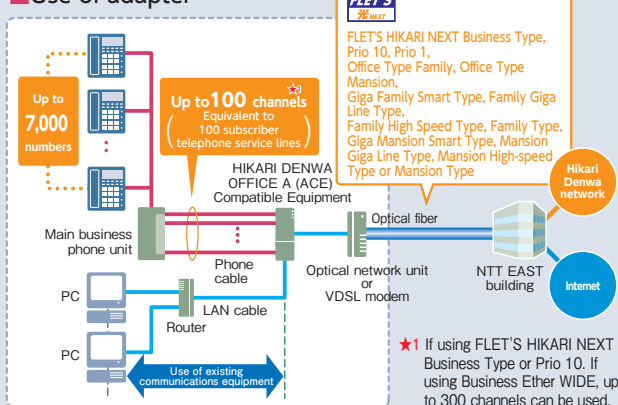 ■Use of adapter
FLET'S
光NEXT
FLET'S HIKARI NEXT Business Type,
Prio 10, Prio 1,
Office Type Family, Office Type
Mansion,
Giga Family Smart Type, Family Giga
Line Type,
Family High Speed Type, Family Type,
Giga Mansion Smart Type, Mansion
Giga Line Type, Mansion High-speed
Type or Mansion Type
Up to
7,000
numbers
★1
Up to 100 channels
( Equivalent to
100 subscriber
telephone service lines )
HIKARI DENWA
OFFICE A (ACE)
Compatible Equipment
Main business
phone unit
Phone
cable
Optical fiber
Optical network unit
or
VDSL modem
NTT EAST
building
Hikari
Denwa
network
Internet
PC
LAN cable
Router
PC
Use of existing
communications equipment
★1 If using FLET'S HIKARI NEXT
Business Type or Prio 10. If
using Business Ether WIDE, up
to 300 channels can be used.